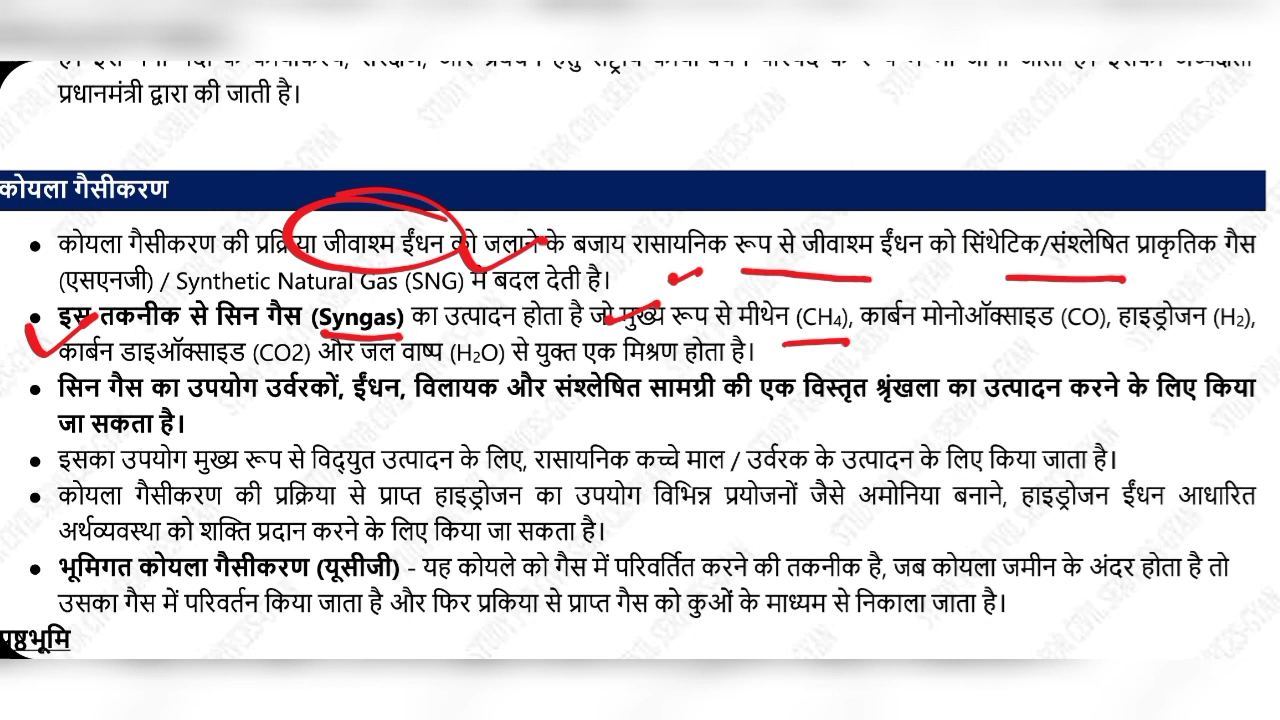 प्रधानमंत्री द्वारा की जाती है।
कोयला गैसीकरण
● कोयला गैसीकरण की प्रक्रिया जीवाश्म ईंधन को जलाने के बजाय रासायनिक रूप से जीवाश्म ईंधन को सिंथेटिक/संश्लेषित प्राकृतिक गैस
(एसएनजी) / Synthetic Natural Gas (SNG) में बदल देती है।
● इस तकनीक से सिन गैस (Syngas) का उत्पादन होता है जो मुख्य रूप से मीथेन (CH₄), कार्बन मोनोऑक्साइड (CO), हाइड्रोजन (H₂),
कार्बन डाइऑक्साइड (CO2) और जल वाष्प (H₂O) से युक्त एक मिश्रण होता है।
● सिन गैस का उपयोग उर्वरकों, ईंधन, विलायक और संश्लेषित सामग्री की एक विस्तृत श्रृंखला का उत्पादन करने के लिए किया
जा सकता है।
● इसका उपयोग मुख्य रूप से विद्युत उत्पादन के लिए, रासायनिक कच्चे माल / उर्वरक के उत्पादन के लिए किया जाता है।
● कोयला गैसीकरण की प्रक्रिया से प्राप्त हाइड्रोजन का उपयोग विभिन्न प्रयोजनों जैसे अमोनिया बनाने, हाइड्रोजन ईंधन आधारित
अर्थव्यवस्था को शक्ति प्रदान करने के लिए किया जा सकता है।
● भूमिगत कोयला गैसीकरण (यूसीजी) - यह कोयले को गैस में परिवर्तित करने की तकनीक है, जब कोयला जमीन के अंदर होता है तो
उसका गैस में परिवर्तन किया जाता है और फिर प्रकिया से प्राप्त गैस को कुओं के माध्यम से निकाला जाता है।